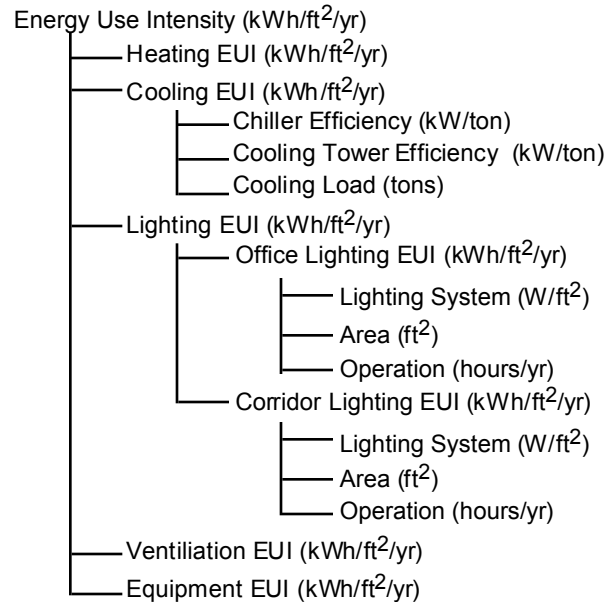 Energy Use Intensity (kWh/ft²/yr)
Heating EUI (kWh/ft²/yr)
Cooling EUI (kWh/ft²/yr)
Chiller Efficiency (kW/ton)
Cooling Tower Efficiency (kW/ton)
Cooling Load (tons)
Lighting EUI (kWh/ft²/yr)
Office Lighting EUI (kWh/ft²/yr)
Lighting System (W/ft²)
Area (ft²)
Operation (hours/yr)
Corridor Lighting EUI (kWh/ft²/yr)
Lighting System (W/ft²)
Area (ft²)
Operation (hours/yr)
Ventiliation EUI (kWh/ft²/yr)
Equipment EUI (kWh/ft²/yr)